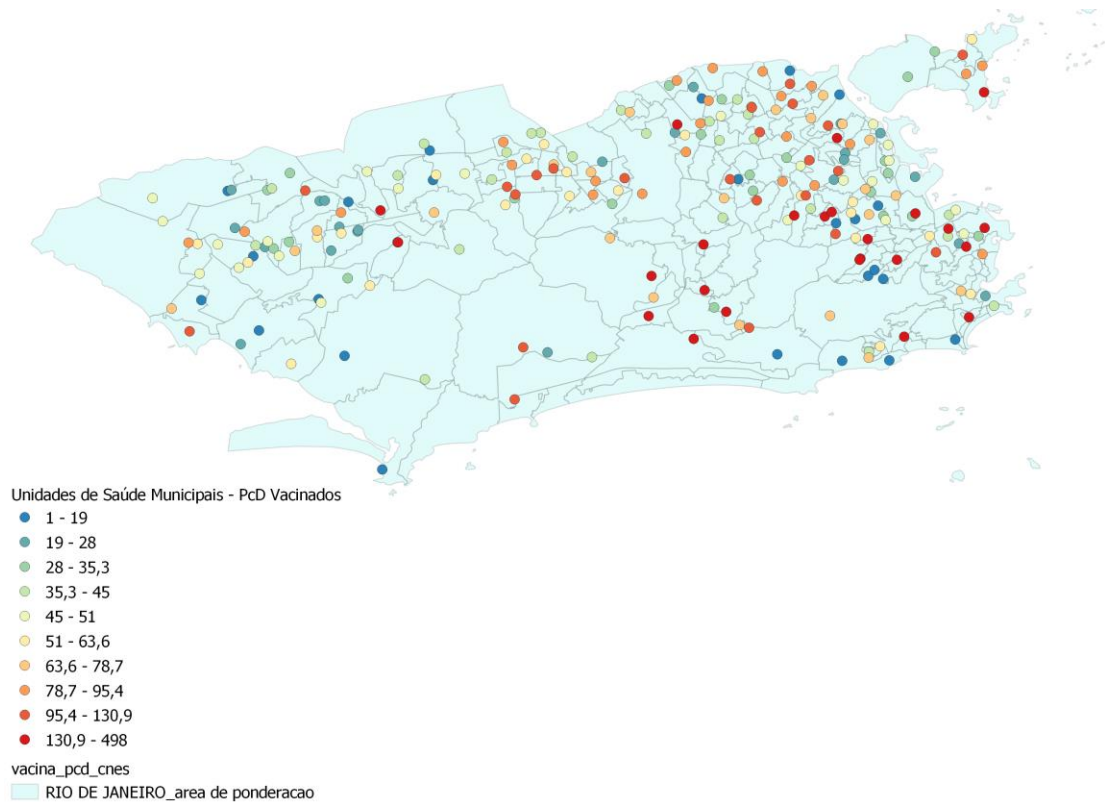 Unidades de Saúde Municipais - PcD Vacinados
1 - 19
19 - 28
28 - 35,3
35,3 - 45
45 - 51
51 - 63,6
63,6 - 78,7
78,7 - 95,4
95,4 - 130,9
130,9 - 498
vacina_pcd_cnes
RIO DE JANEIRO_area de ponderacao